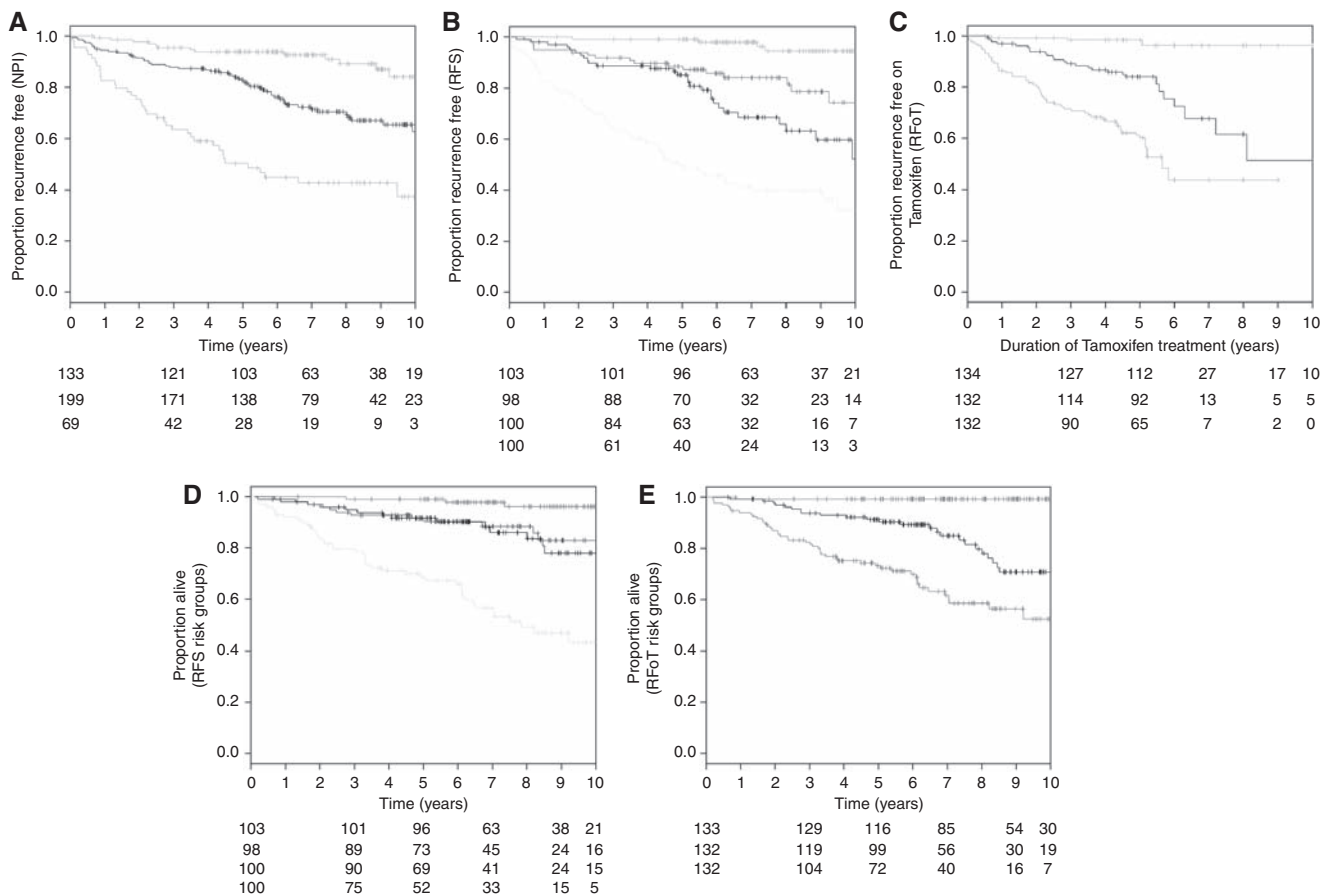 A
B
C
Proportion recurrence free (NPI)
1.0
0.8
0.6
0.4
0.2
0.0
0 1 2 3 4 5 6 7 8 9 10
Time (years)
133 121 103 63 38 19
199 171 138 79 42 23
69 42 28 19 9 3
Proportion recurrence free (RFS)
1.0
0.8
0.6
0.4
0.2
0.0
0 1 2 3 4 5 6 7 8 9 10
Time (years)
103 101 96 63 37 21
98 88 70 32 23 14
100 84 63 32 16 7
100 61 40 24 13 3
Proportion recurrence free on
Tamoxifen (RFoT)
1.0
0.8
0.6
0.4
0.2
0.0
0 1 2 3 4 5 6 7 8 9 10
Duration of Tamoxifen treatment (years)
134 127 112 27 17 10
132 114 92 13 5 5
132 90 65 7 2 0
D
E
Proportion alive
(RFS risk groups)
1.0
0.8
0.6
0.4
0.2
0.0
0 1 2 3 4 5 6 7 8 9 10
Time (years)
103 101 96 63 38 21
98 89 73 45 24 16
100 90 69 41 24 15
100 75 52 33 15 5
Proportion alive
(RFoT risk groups)
1.0
0.8
0.6
0.4
0.2
0.0
0 1 2 3 4 5 6 7 8 9 10
Time (years)
133 129 116 85 54 30
132 119 99 56 30 19
132 104 72 40 16 7